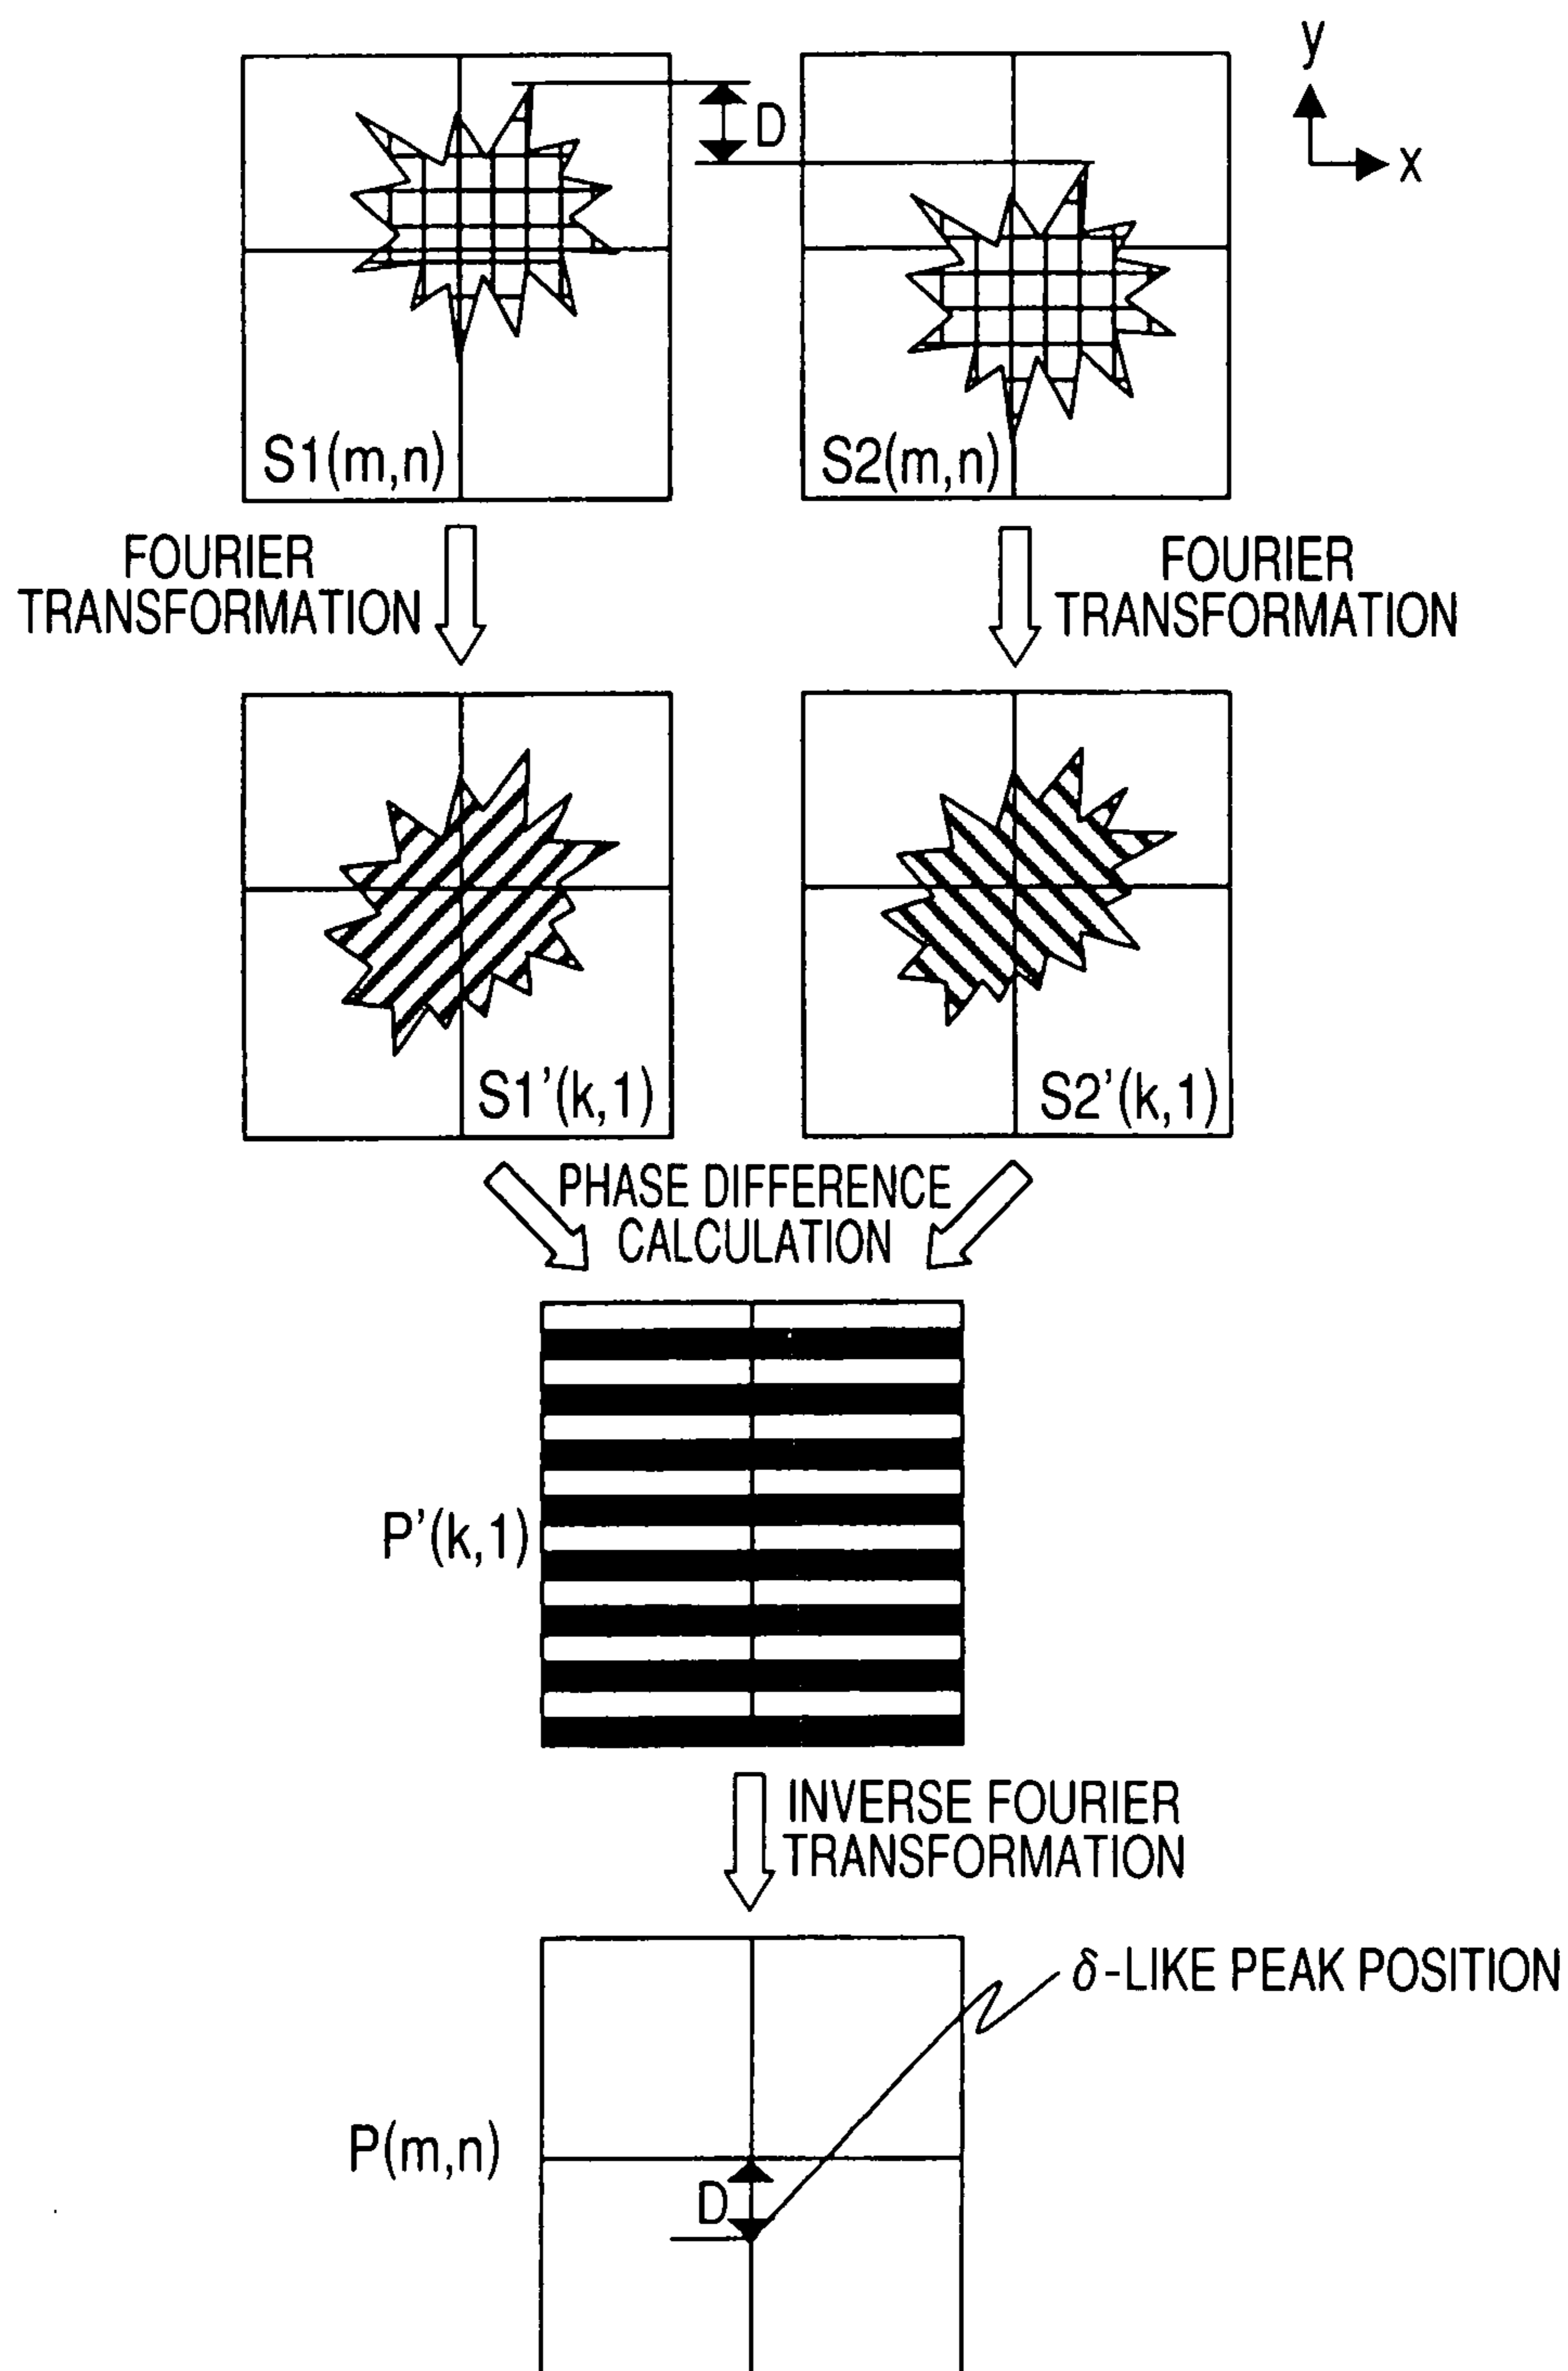 y
D
x
S1(m,n)
S2(m,n)
FOURIER
TRANSFORMATION
FOURIER
TRANSFORMATION
S1'(k,1)
S2'(k,1)
PHASE DIFFERENCE
CALCULATION
P'(k,1)
INVERSE FOURIER
TRANSFORMATION
δ-LIKE PEAK POSITION
P(m,n)
D